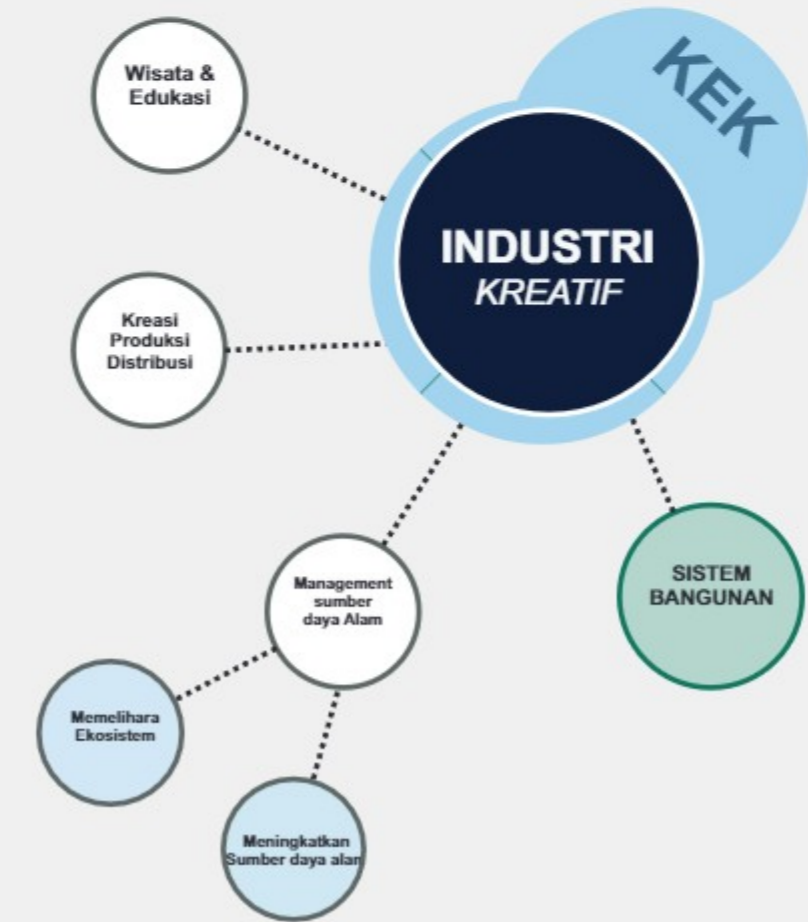 KEK
INDUSTRI
KREATIF
Wisata &
Edukasi
Kreasi
Produksi
Distribusi
Management
sumber
daya Alam
SISTEM
BANGUNAN
Memelihara
Ekosistem
Meningkatkan
Sumber daya alan